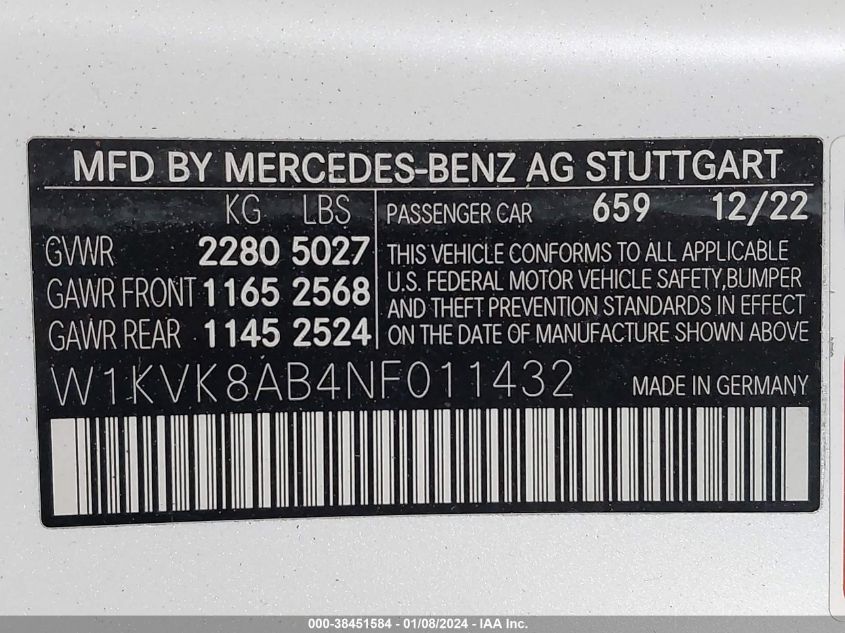 MFD BY MERCEDES-BENZ AG STUTTGART
KG LBS
GVWR 2280 5027
GAWR FRONT 1165 2568
GAWR REAR 1145 2524
PASSENGER CAR 659 12/22
THIS VEHICLE CONFORMS TO ALL APPLICABLE
U.S. FEDERAL MOTOR VEHICLE SAFETY,BUMPER
AND THEFT PREVENTION STANDARDS IN EFFECT
ON THE DATE OF MANUFACTURE SHOWN ABOVE
W1KVK8AB4NF011432 MADE IN GERMANY
000-38451584 - 01/08/2024 - IAA Inc.